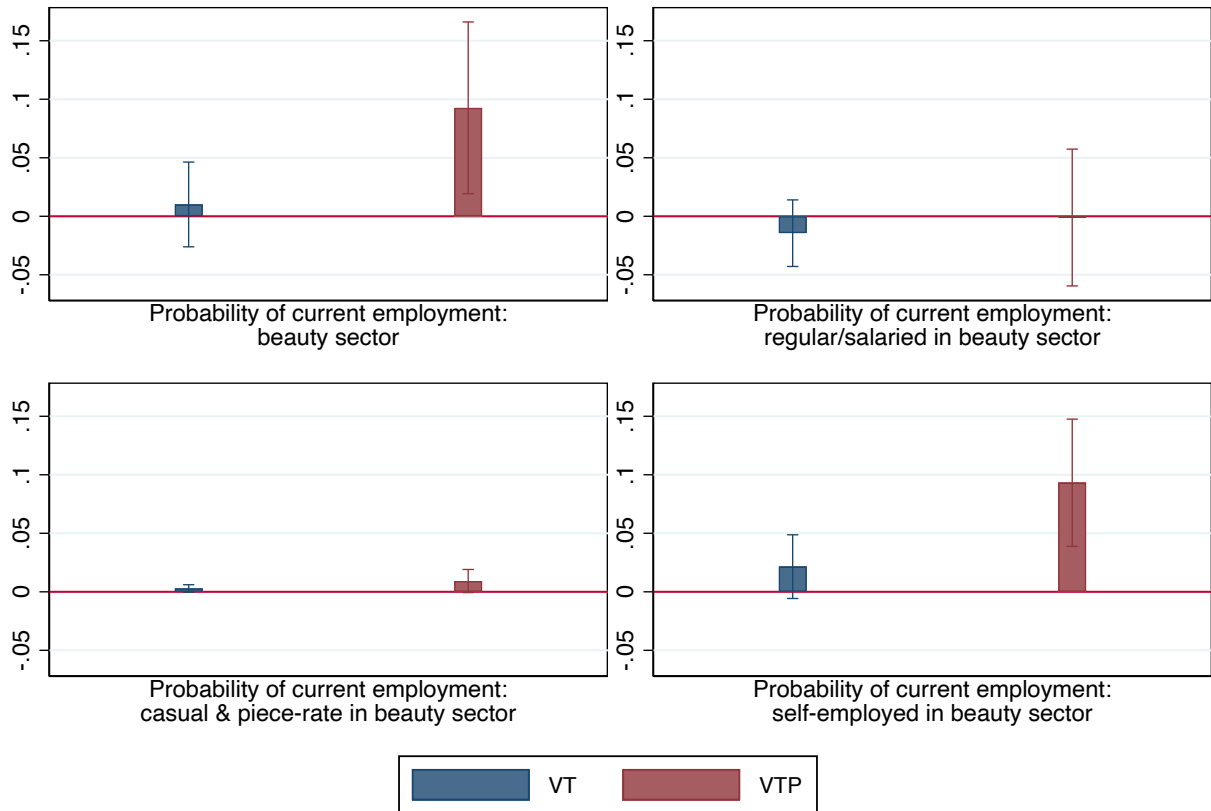 .15
.1
.05
0
-.05
Probability of current employment:
beauty sector
.15
.1
.05
0
-.05
Probability of current employment:
regular/salaried in beauty sector
.15
.1
.05
0
-.05
Probability of current employment:
casual & piece-rate in beauty sector
.15
.1
.05
0
-.05
Probability of current employment:
self-employed in beauty sector
VT VTP